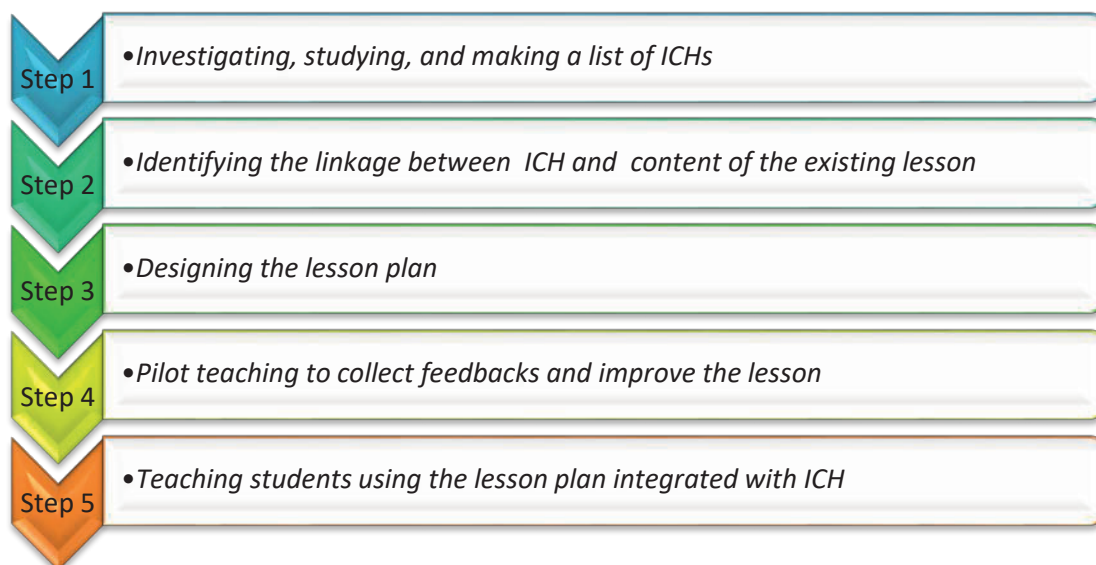 Step 1
•Investigating, studying, and making a list of ICHs
Step 2
•Identifying the linkage between ICH and content of the existing lesson
Step 3
•Designing the lesson plan
Step 4
•Pilot teaching to collect feedbacks and improve the lesson
Step 5
•Teaching students using the lesson plan integrated with ICH